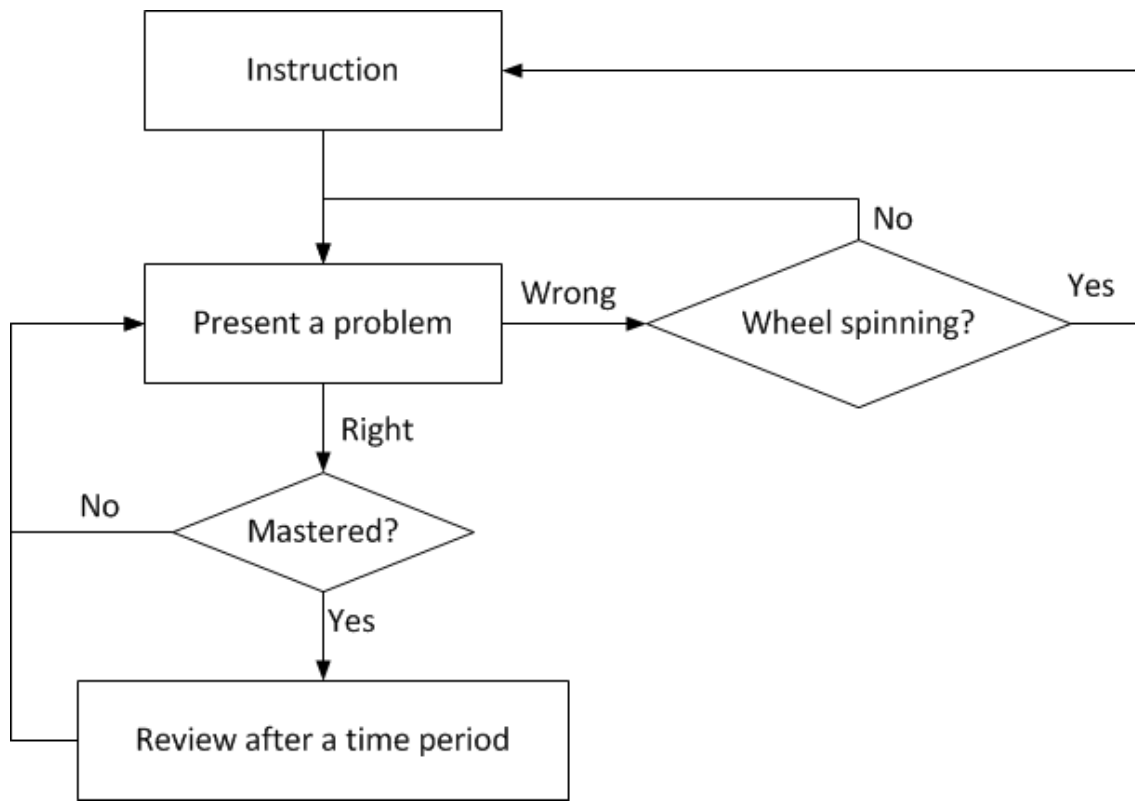 Instruction
No
Wrong
Yes
Present a problem
Wheel spinning?
Right
No
Mastered?
Yes
Review after a time period